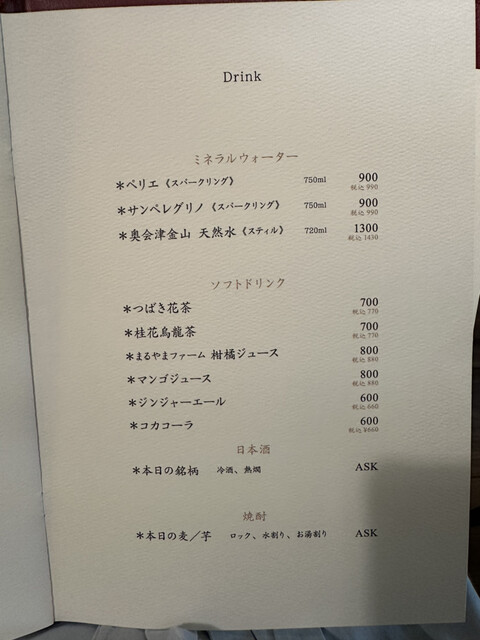 Drink
ミネラルウォーター
＊ペリエ《スパークリング》 750ml 900
税込 990
＊サンペレグリノ《スパークリング》 750ml 900
税込 990
＊奥会津金山 天然水《スティル》 720ml 1300
税込 1430
ソフトドリンク
＊つばき花茶 700
税込 770
＊桂花烏龍茶 700
税込 770
＊まるやまファーム 柑橘ジュース 800
税込 880
＊マンゴジュース 800
税込 880
＊ジンジャーエール 600
税込 660
＊コカコーラ 600
税込 ¥660
日本酒
＊本日の銘柄 冷酒、熱燗 ASK
焼酎
＊本日の麦／芋 ロック、水割り、お湯割り ASK